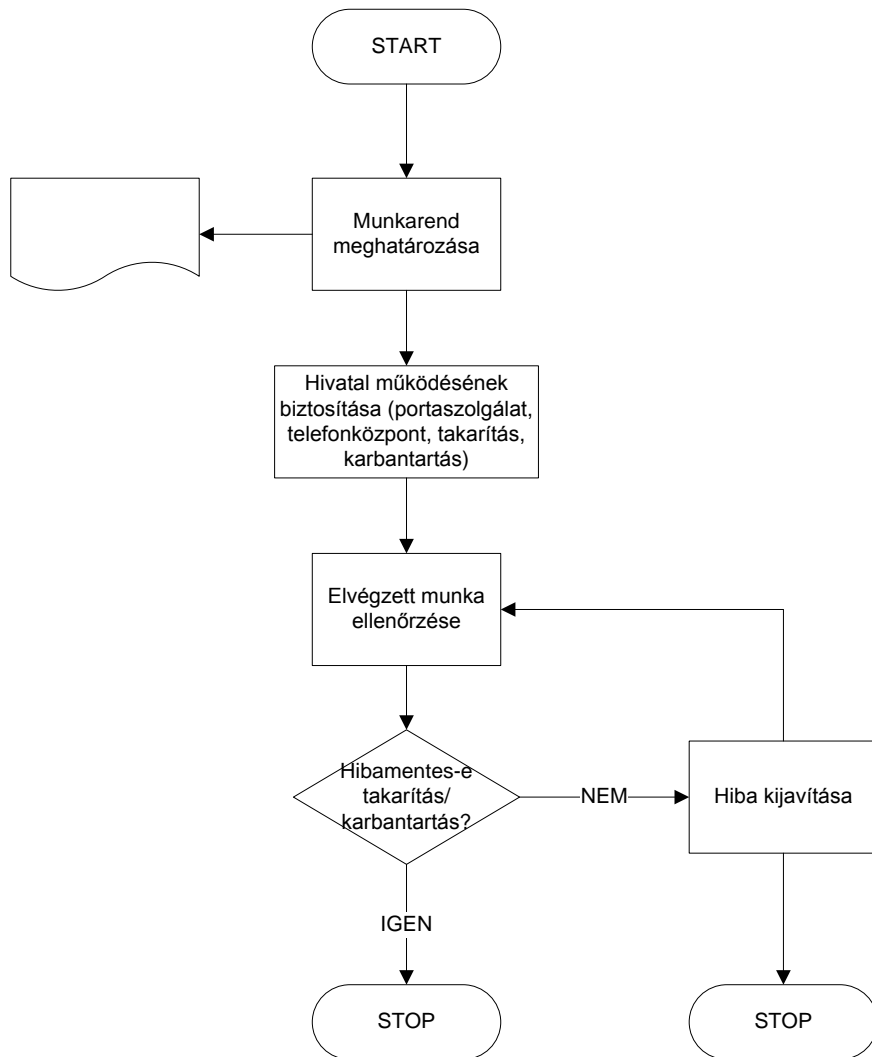 START
Munkarend
meghatározása
Hivatal működésének
biztosítása (portaszolgálat,
telefonközpont, takarítás,
karbantartás)
Elvégzett munka
ellenőrzése
Hibamentes-e
takarítás/
karbantartás?
NEM
Hiba kijavítása
IGEN
STOP
STOP